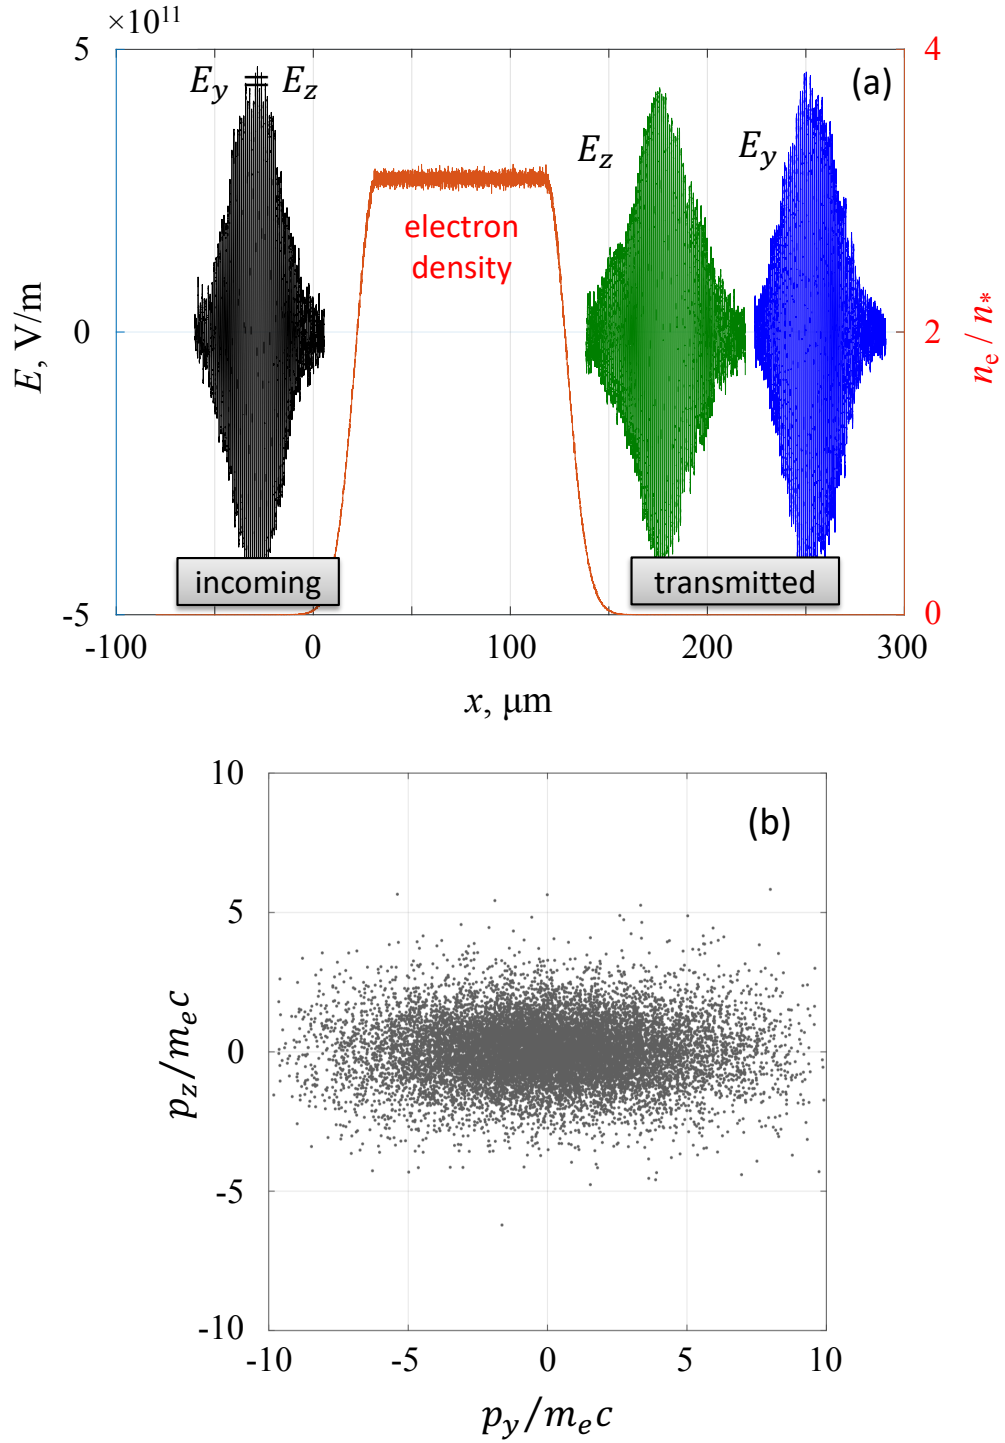 ×10¹¹
5
4
E_y
E_z
(a)
E_z
E_y
electron
density
E, V/m
0
2
n_e / n_*
incoming
transmitted
-5
0
-100
0
100
200
300
x, μm
10
(b)
5
p_z/m_e c
0
-5
-10
-10
-5
0
5
10
p_y/m_e c